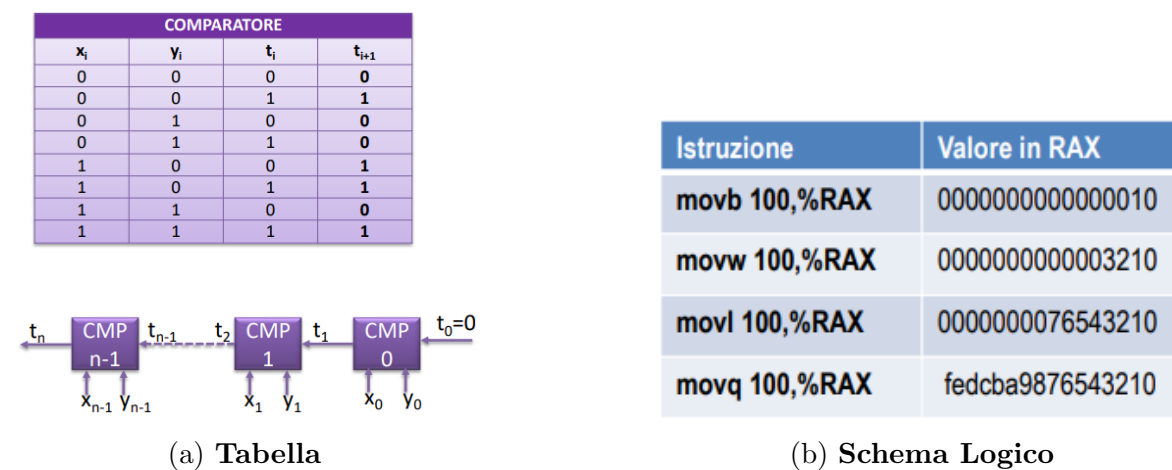 COMPARATORE
xi yi ti ti+1
0 0 0 0
0 0 1 1
0 1 0 0
0 1 1 0
1 0 0 1
1 0 1 1
1 1 0 0
1 1 1 1
tn CMP n-1 tn-1 t2 CMP 1 t1 CMP 0 t0=0
xn-1 yn-1 x1 y1 x0 y0
(a) Tabella
Istruzione Valore in RAX
movb 100,%RAX 0000000000000010
movw 100,%RAX 0000000000003210
movl 100,%RAX 0000000076543210
movq 100,%RAX fedcba9876543210
(b) Schema Logico